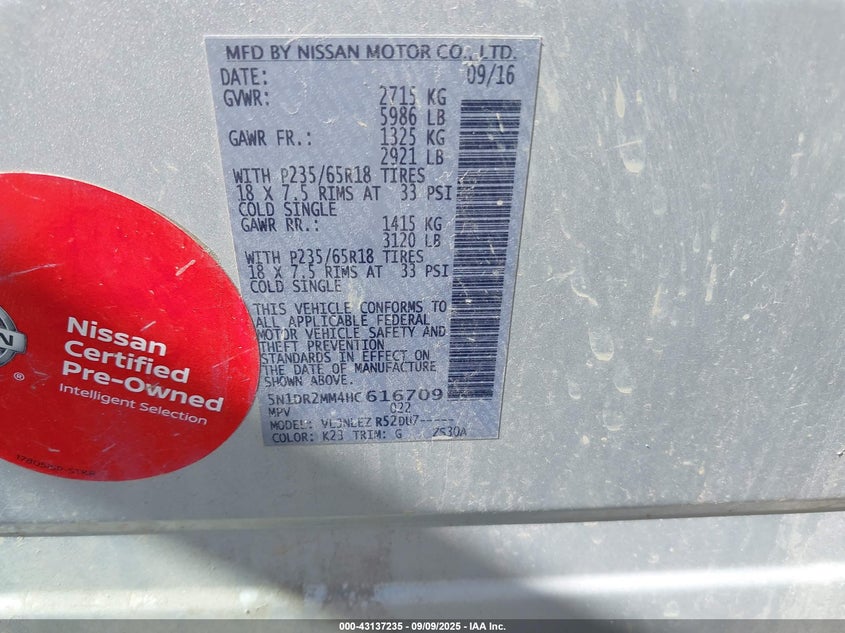 MFD BY NISSAN MOTOR CO., LTD.
DATE: 09/16
GVWR: 2715 KG
5986 LB
GAWR FR.: 1325 KG
2921 LB
WITH P235/65R18 TIRES
18 X 7.5 RIMS AT 33 PSI
COLD SINGLE
GAWR RR.: 1415 KG
3120 LB
WITH P235/65R18 TIRES
18 X 7.5 RIMS AT 33 PSI
COLD SINGLE
THIS VEHICLE CONFORMS TO
ALL APPLICABLE FEDERAL
MOTOR VEHICLE SAFETY AND
THEFT PREVENTION
STANDARDS IN EFFECT ON
THE DATE OF MANUFACTURE
SHOWN ABOVE.
5N1DR2MM4HC616709
MPV 022
MODEL: R52DU7-----
COLOR: K23 TRIM: G 2S30A
Nissan
Certified
Pre-Owned
Intelligent Selection
®
000-43137235 - 09/09/2025 - IAA Inc.